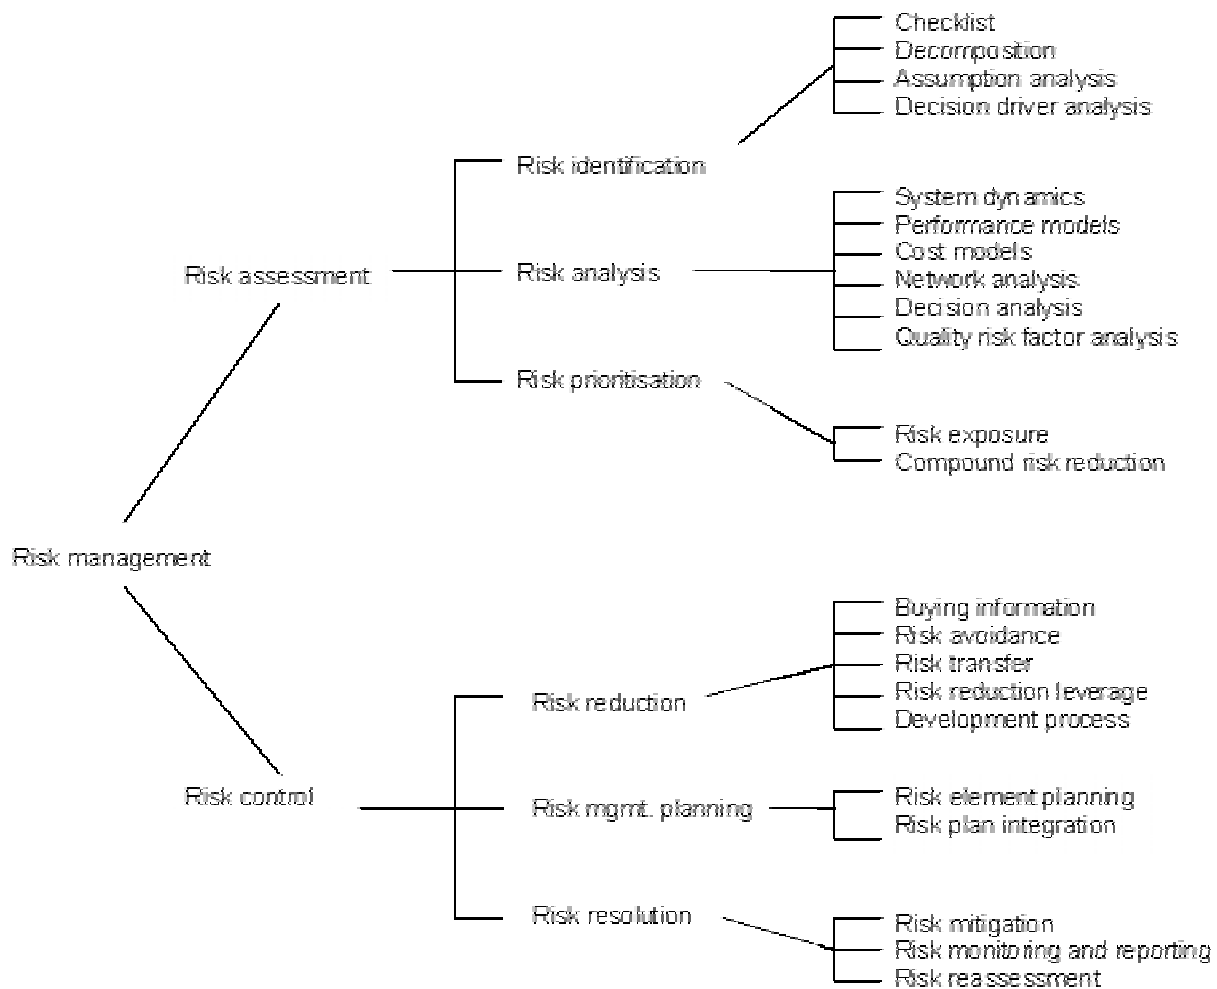 Checklist
Decomposition
Assumption analysis
Decision driver analysis
Risk identification
System dynamics
Performance models
Cost models
Risk analysis
Network analysis
Risk assessment
Decision analysis
Quality risk factor analysis
Risk prioritisation
Risk exposure
Compound risk reduction
Risk management
Buying information
Risk avoidance
Risk transfer
Risk reduction leverage
Risk reduction
Development process
Risk control
Risk element planning
Risk mgmt. planning
Risk plan integration
Risk resolution
Risk mitigation
Risk monitoring and reporting
Risk reassessment